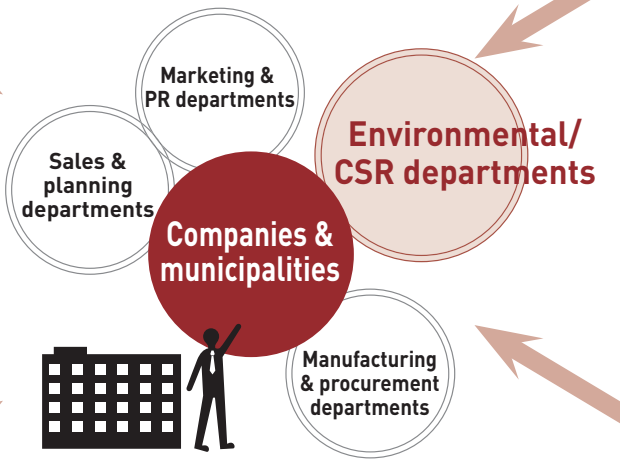 Marketing &
PR departments
Environmental/
CSR departments
Sales &
planning
departments
Companies &
municipalities
Manufacturing
& procurement
departments